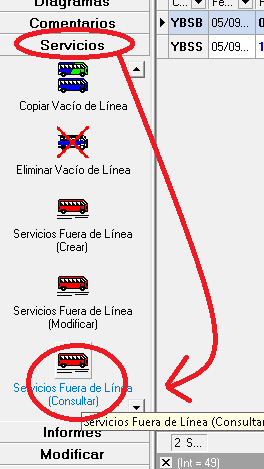 Diagramas
Comentarios
Servicios
Copiar Vacío de Línea
Eliminar Vacío de Línea
Servicios Fuera de Línea
(Crear)
Servicios Fuera de Línea
(Modificar)
Servicios Fuera de Línea
(Consultar)
Informes
Modificar
Fe...
YBSB 05/09...
YBSS 05/09...
Servicios Fuera de Línea (Consultar
2 S...
(Int = 49)